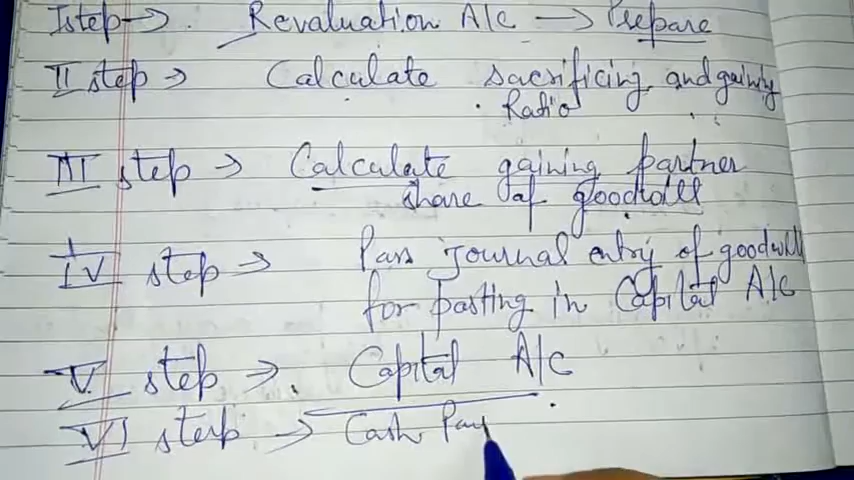 Istep → Revaluation A/C → Prepare
II step → Calculate sacrificing and gaining
Ratio
III step → Calculate gaining partner
share of goodwill
IV step → Pass journal entry of goodwill
for posting in Capital A/C
V step → Capital A/C
VI step → Cash Pay